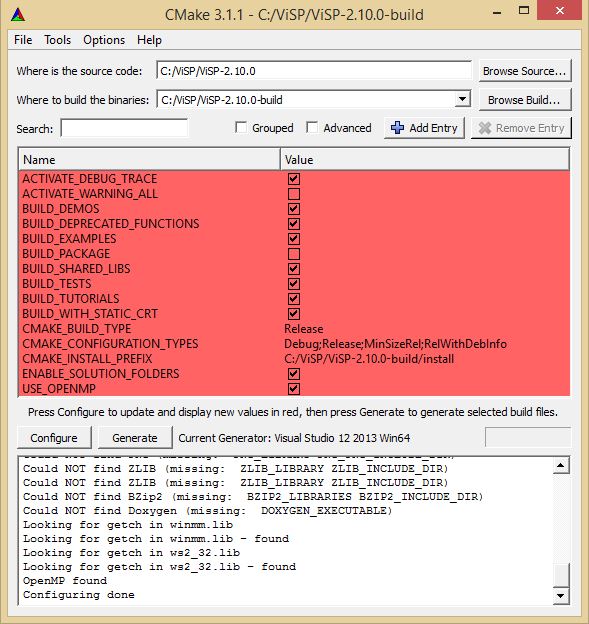 CMake 3.1.1 - C:/ViSP/ViSP-2.10.0-build
File Tools Options Help
Where is the source code: C:/ViSP/ViSP-2.10.0 Browse Source...
Where to build the binaries: C:/ViSP/ViSP-2.10.0-build Browse Build...
Search: Grouped Advanced Add Entry Remove Entry
Name Value
ACTIVATE_DEBUG_TRACE
ACTIVATE_WARNING_ALL
BUILD_DEMOS
BUILD_DEPRECATED_FUNCTIONS
BUILD_EXAMPLES
BUILD_PACKAGE
BUILD_SHARED_LIBS
BUILD_TESTS
BUILD_TUTORIALS
BUILD_WITH_STATIC_CRT
CMAKE_BUILD_TYPE Release
CMAKE_CONFIGURATION_TYPES Debug;Release;MinSizeRel;RelWithDebInfo
CMAKE_INSTALL_PREFIX C:/ViSP/ViSP-2.10.0-build/install
ENABLE_SOLUTION_FOLDERS
USE_OPENMP
Press Configure to update and display new values in red, then press Generate to generate selected build files.
Configure Generate Current Generator: Visual Studio 12 2013 Win64
Could NOT find ZLIB (missing: ZLIB_LIBRARY ZLIB_INCLUDE_DIR)
Could NOT find ZLIB (missing: ZLIB_LIBRARY ZLIB_INCLUDE_DIR)
Could NOT find BZip2 (missing: BZIP2_LIBRARIES BZIP2_INCLUDE_DIR)
Could NOT find Doxygen (missing: DOXYGEN_EXECUTABLE)
Looking for getch in winmm.lib
Looking for getch in winmm.lib - found
Looking for getch in ws2_32.lib
Looking for getch in ws2_32.lib - found
OpenMP found
Configuring done